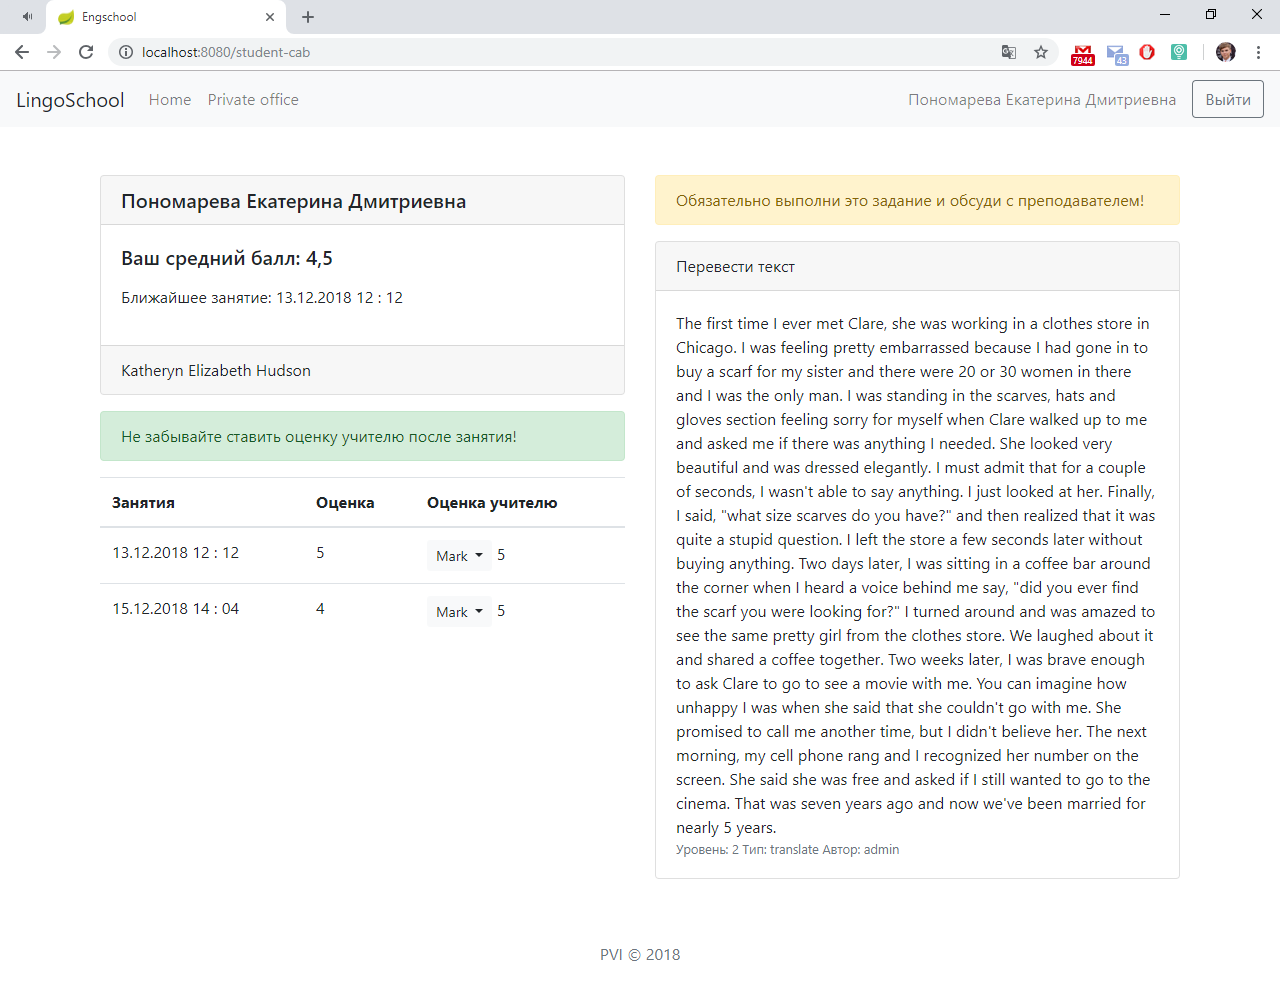 Engschool
localhost:8080/student-cab
7944
43
LingoSchool Home Private office Пономарева Екатерина Дмитриевна Выйти
Пономарева Екатерина Дмитриевна
Ваш средний балл: 4,5
Ближайшее занятие: 13.12.2018 12 : 12
Katheryn Elizabeth Hudson
Не забывайте ставить оценку учителю после занятия!
Занятия Оценка Оценка учителю
13.12.2018 12 : 12 5 Mark 5
15.12.2018 14 : 04 4 Mark 5
Обязательно выполни это задание и обсуди с преподавателем!
Перевести текст
The first time I ever met Clare, she was working in a clothes store in
Chicago. I was feeling pretty embarrassed because I had gone in to
buy a scarf for my sister and there were 20 or 30 women in there
and I was the only man. I was standing in the scarves, hats and
gloves section feeling sorry for myself when Clare walked up to me
and asked me if there was anything I needed. She looked very
beautiful and was dressed elegantly. I must admit that for a couple
of seconds, I wasn't able to say anything. I just looked at her. Finally,
I said, "what size scarves do you have?" and then realized that it was
quite a stupid question. I left the store a few seconds later without
buying anything. Two days later, I was sitting in a coffee bar around
the corner when I heard a voice behind me say, "did you ever find
the scarf you were looking for?" I turned around and was amazed to
see the same pretty girl from the clothes store. We laughed about it
and shared a coffee together. Two weeks later, I was brave enough
to ask Clare to go to see a movie with me. You can imagine how
unhappy I was when she said that she couldn't go with me. She
promised to call me another time, but I didn't believe her. The next
morning, my cell phone rang and I recognized her number on the
screen. She said she was free and asked if I still wanted to go to the
cinema. That was seven years ago and now we've been married for
nearly 5 years.
Уровень: 2 Тип: translate Автор: admin
PVI © 2018